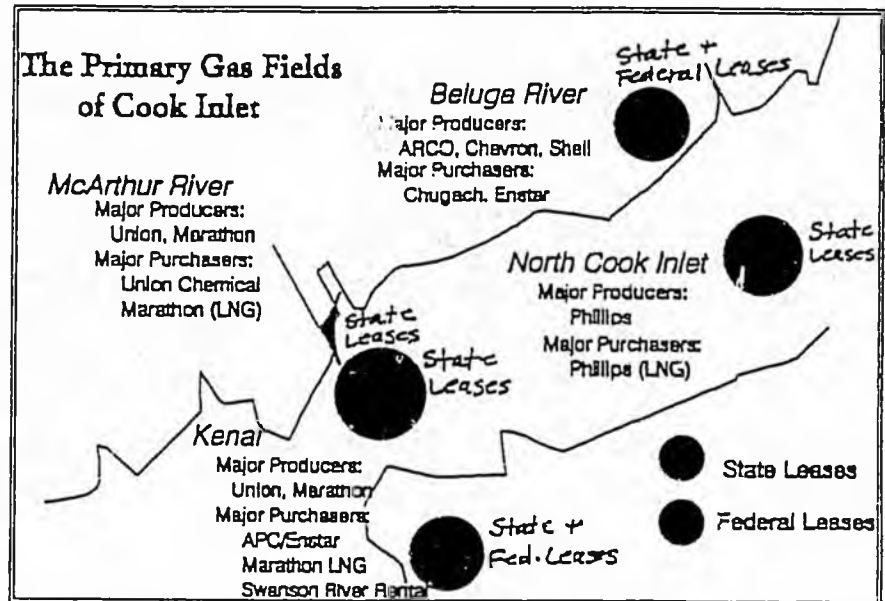 The Primary Gas Fields
of Cook Inlet
State +
Federal Leases
Beluga River
Major Producers:
ARCO, Chevron, Shell
Major Purchasers:
Chugach, Enstar
McArthur River
Major Producers:
Union, Marathon
Major Purchasers:
Union Chemical
Marathon (LNG)
State
Leases
North Cook Inlet
Major Producers:
Phillips
Major Purchasers:
Phillips (LNG)
State
Leases
State
Leases
Kenai
Major Producers:
Union, Marathon
Major Purchasers:
APC/Enstar
Marathon LNG
Swanson River Rental
State +
Fed. Leases
State Leases
Federal Leases